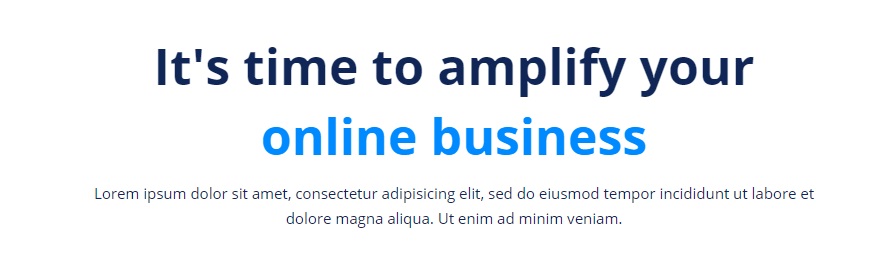 It's time to amplify your
online business
Lorem ipsum dolor sit amet, consectetur adipisicing elit, sed do eiusmod tempor incididunt ut labore et
dolore magna aliqua. Ut enim ad minim veniam.